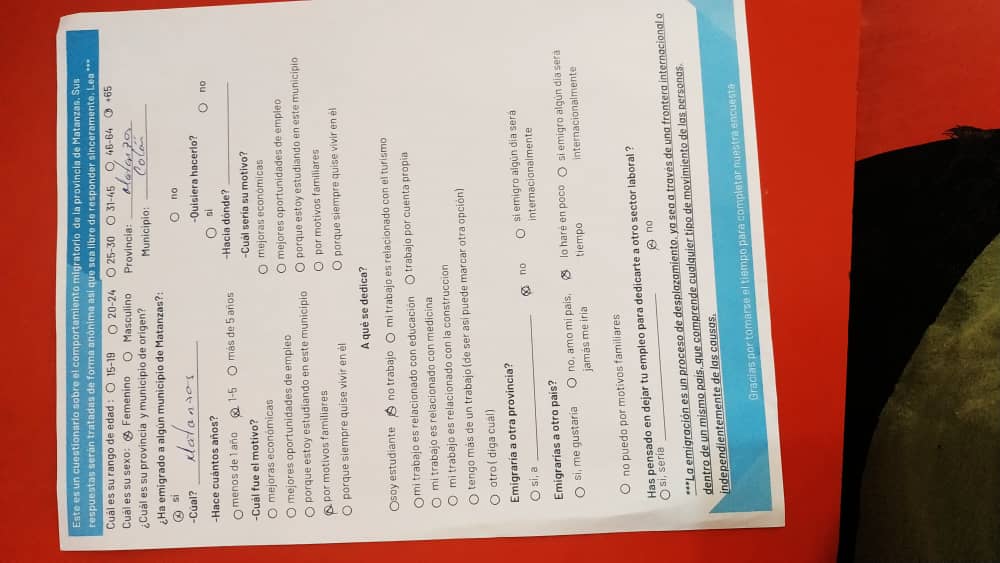 Este es un cuestionario sobre el comportamiento migratorio de la provincia de Matanzas. Sus
respuestas serán tratadas de forma anónima así que sea libre de responder sinceramente. Lea ***
Cuál es su rango de edad: ○ 15-19 ○ 20-24 ○ 25-30 ○ 31-45 ○ 46-64 ○ +65
Cuál es su sexo: ⊗ Femenino ○ Masculino Provincia: Matanzas
¿Cuál es su provincia y municipio de origen? Municipio: Colón
¿Ha emigrado a algún municipio de Matanzas?:
⊗ si ○ no
-Cúal? Matanzas
-Hace cuántos años?
○ menos de 1 año ⊗ 1-5 ○ más de 5 años
-Cuál fue el motivo?
○ mejoras económicas
○ mejores oportunidades de empleo
○ porque estoy estudiando en este municipio
⊗ por motivos familiares
○ porque siempre quise vivir en él
-Quisiera hacerlo?
○ si ○ no
-Hacia dónde?
-Cuál sería su motivo?
○ mejoras económicas
○ mejores oportunidades de empleo
○ porque estoy estudiando en este municipio
○ por motivos familiares
○ porque siempre quise vivir en él
A qué se dedica?
○ soy estudiante ⊗ no trabajo ○ mi trabajo es relacionado con el turismo
○ mi trabajo es relacionado con educación ○ trabajo por cuenta propia
○ mi trabajo es relacionado con medicina
○ mi trabajo es relacionado con la construccion
○ tengo más de un trabajo (de ser así puede marcar otra opción)
○ otro ( diga cuál)
Emigraría a otra provincia?
○ si, a ⊗ no ○ si emigro algún día será internacionalmente
Emigrarías a otro país?
○ si, me gustaría ○ no, amo mi país, jamás me iría ⊗ lo haré en poco tiempo ○ si emigro algún día será internacionalmente
○ no puedo por motivos familiares
Has pensado en dejar tu empleo para dedicarte a otro sector laboral ?
○ si, sería ⊗ no
***La emigración es un proceso de desplazamiento, ya sea a través de una frontera internacional o
dentro de un mismo país, que comprende cualquier tipo de movimiento de las personas,
independientemente de las causas.
Gracias por tomarse el tiempo para completar nuestra encuesta